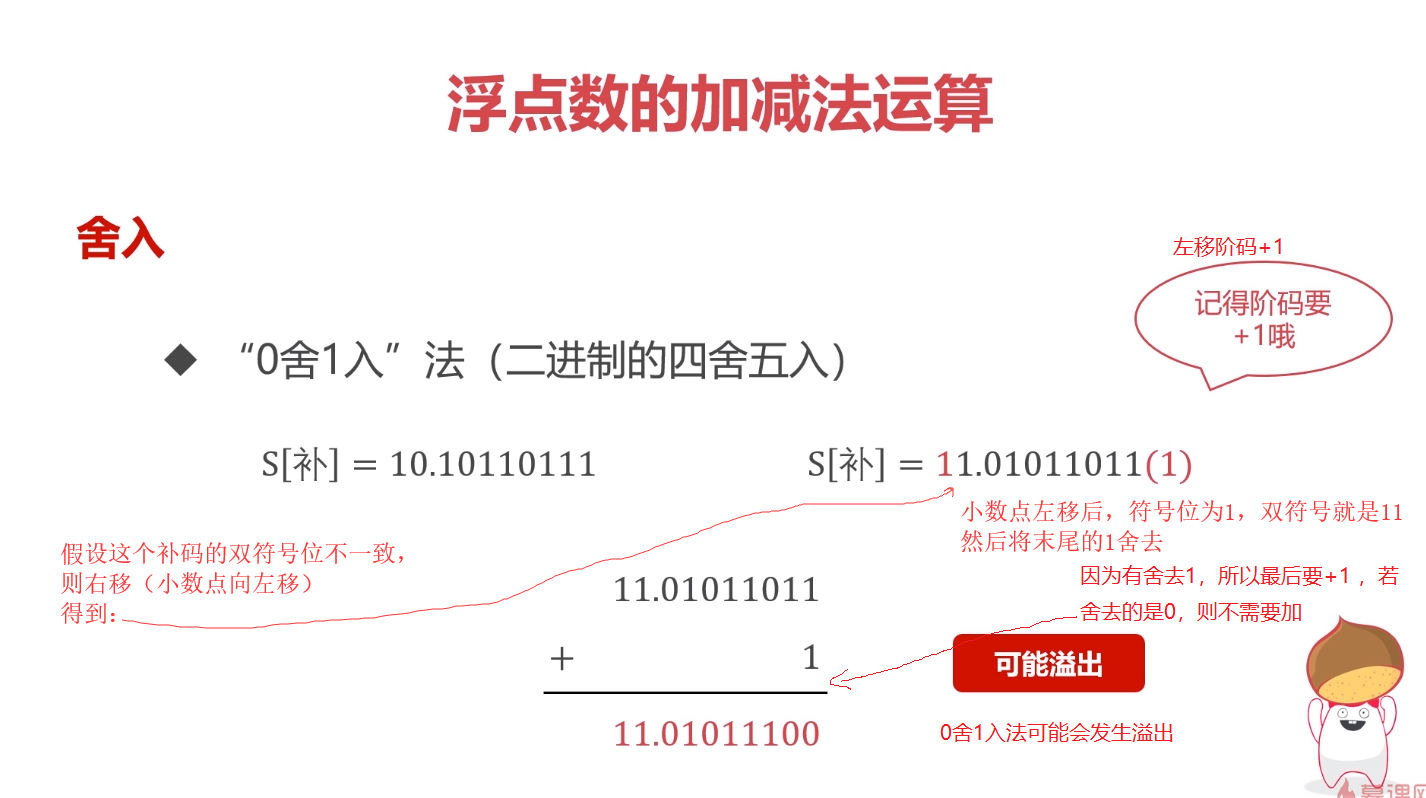 浮点数的加减法运算
舍入
左移阶码+1
记得阶码要
+1哦
◆ “0舍1入”法（二进制的四舍五入）
S[补] = 10.10110111
S[补] = 11.01011011(1)
小数点左移后，符号位为1，双符号就是11
然后将末尾的1舍去
假设这个补码的双符号位不一致，
则右移（小数点向左移）
得到：
因为有舍去1，所以最后要+1 ，若
舍去的是0，则不需要加
11.01011011
+ 1
11.01011100
可能溢出
0舍1入法可能会发生溢出
慕课网